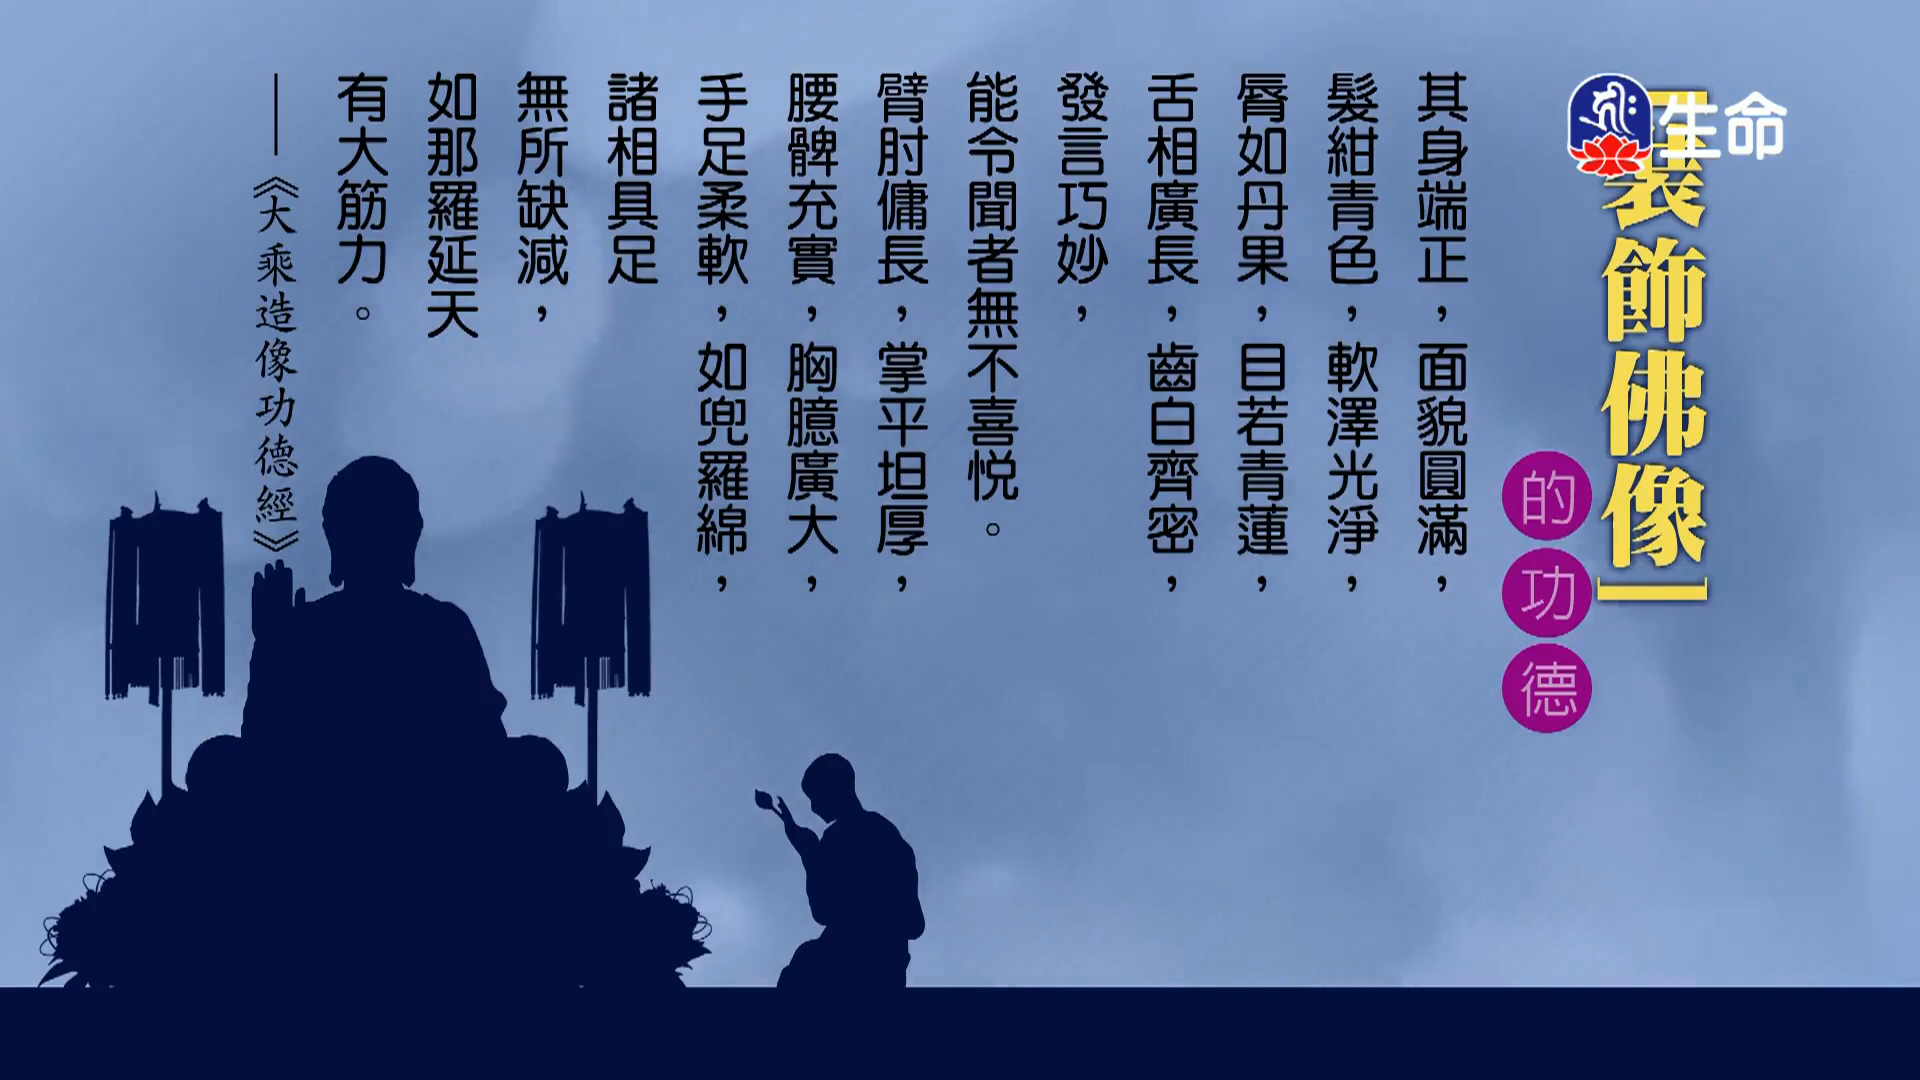 生命
裝飾佛像
的功德
其身端正，面貌圓滿，
髮紺青色，軟澤光淨，
脣如丹果，目若青蓮，
舌相廣長，齒白齊密，
發言巧妙，
能令聞者無不喜悅。
臂肘傭長，掌平坦厚，
腰髀充實，胸臆廣大，
手足柔軟，如兜羅綿，
諸相具足
無所缺減，
如那羅延天
有大筋力。
——《大乘造像功德經》